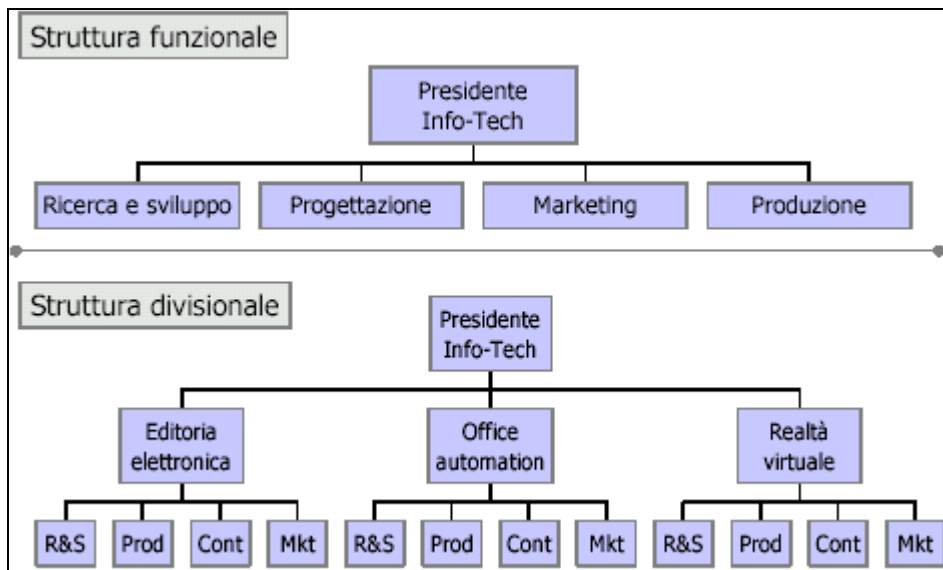 Struttura funzionale
Presidente
Info-Tech
Ricerca e sviluppo
Progettazione
Marketing
Produzione
Struttura divisionale
Presidente
Info-Tech
Editoria
elettronica
Office
automation
Realtà
virtuale
R&S
Prod
Cont
Mkt
R&S
Prod
Cont
Mkt
R&S
Prod
Cont
Mkt